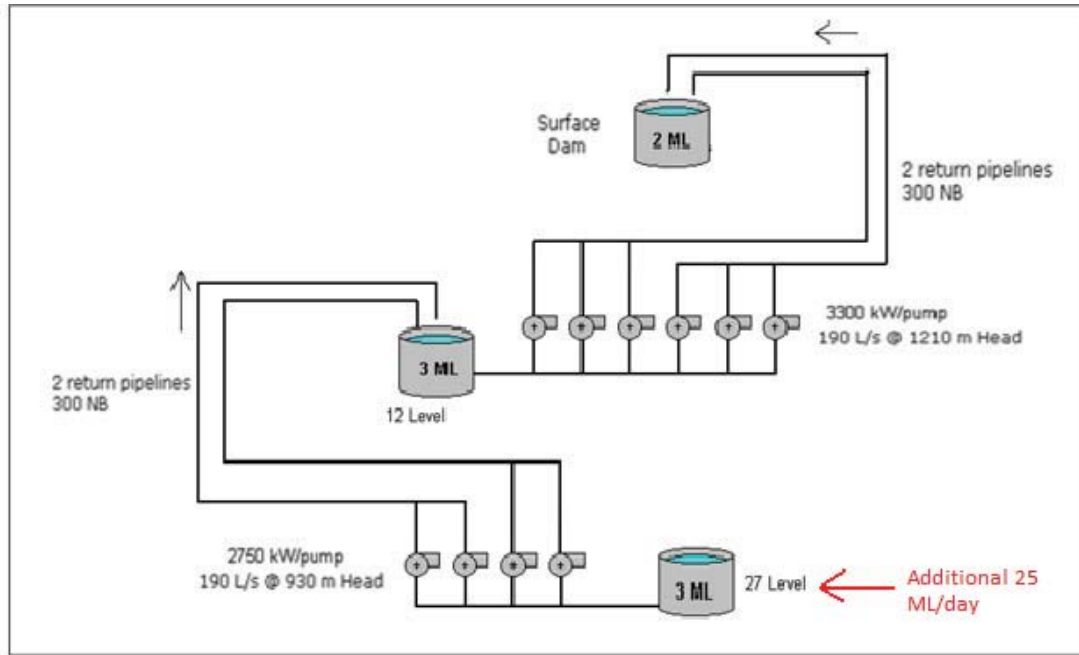 Surface
Dam
2 ML
2 return pipelines
300 NB
3300 kW/pump
190 L/s @ 1210 m Head
3 ML
12 Level
2 return pipelines
300 NB
2750 kW/pump
190 L/s @ 930 m Head
3 ML
27 Level
Additional 25
ML/day